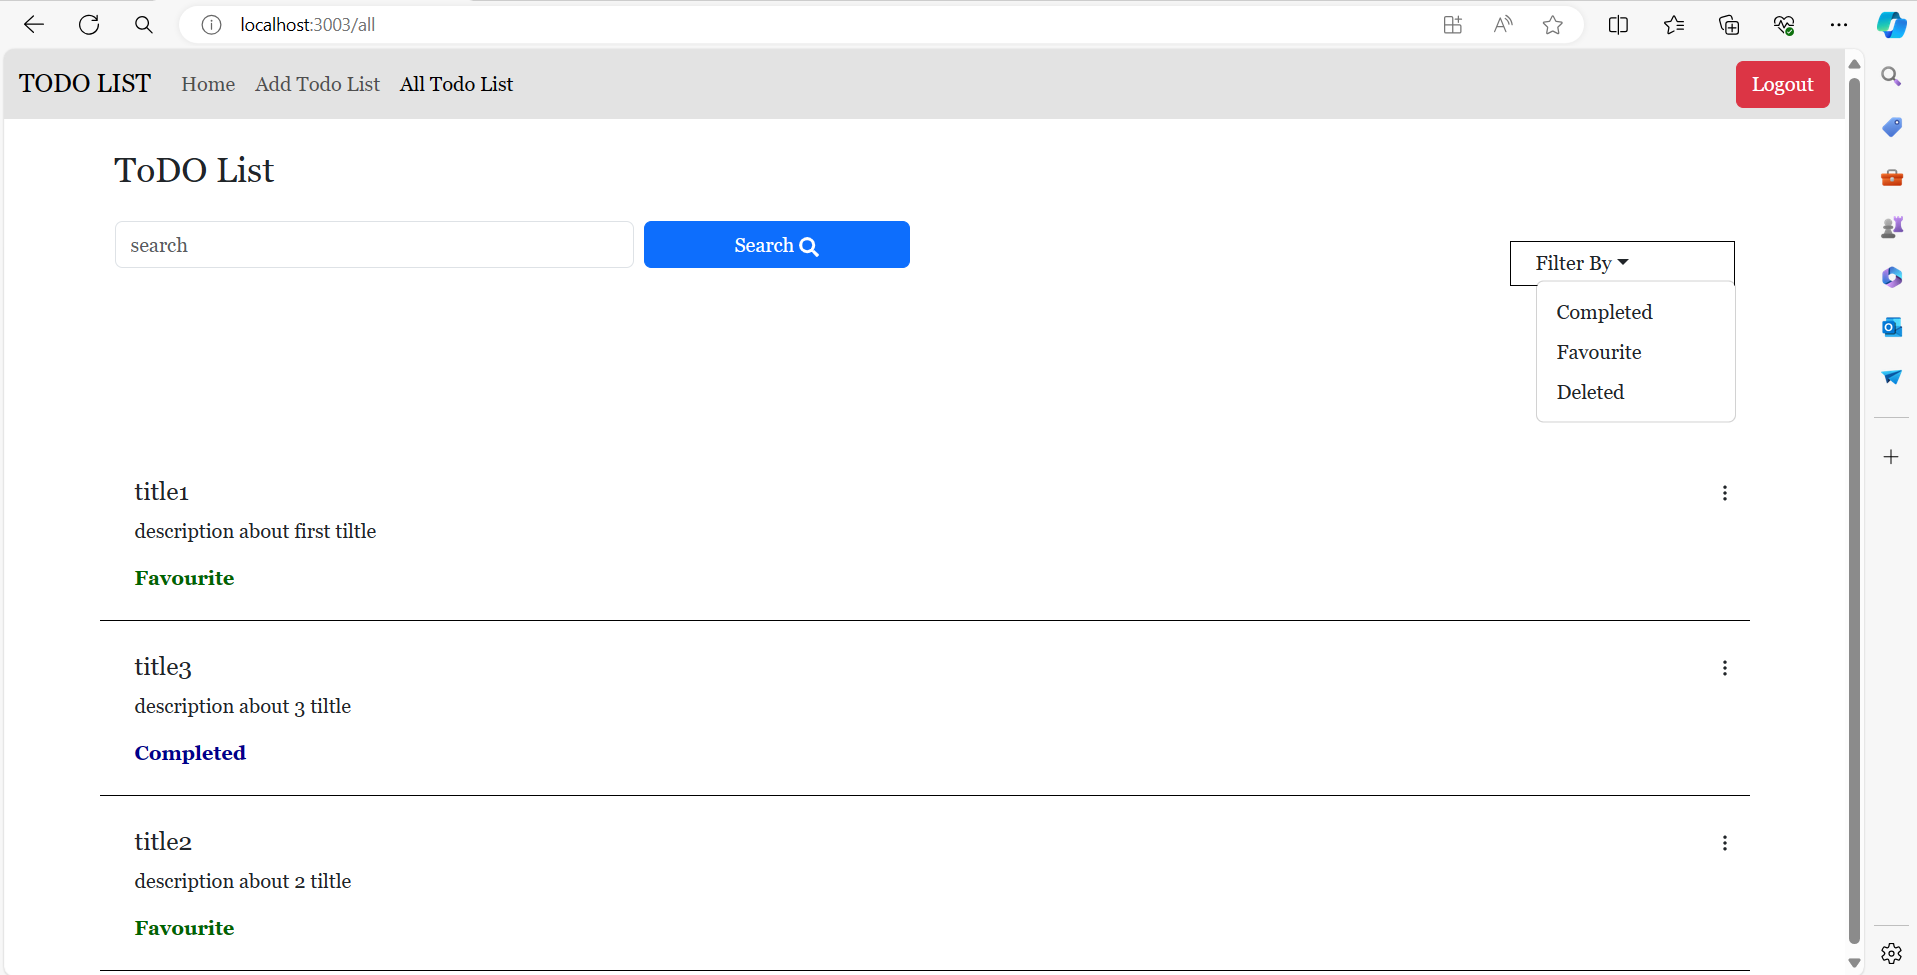 localhost:3003/all
TODO LIST Home Add Todo List All Todo List Logout
ToDO List
search Search
Filter By
Completed
Favourite
Deleted
title1
description about first tiltle
Favourite
title3
description about 3 tiltle
Completed
title2
description about 2 tiltle
Favourite